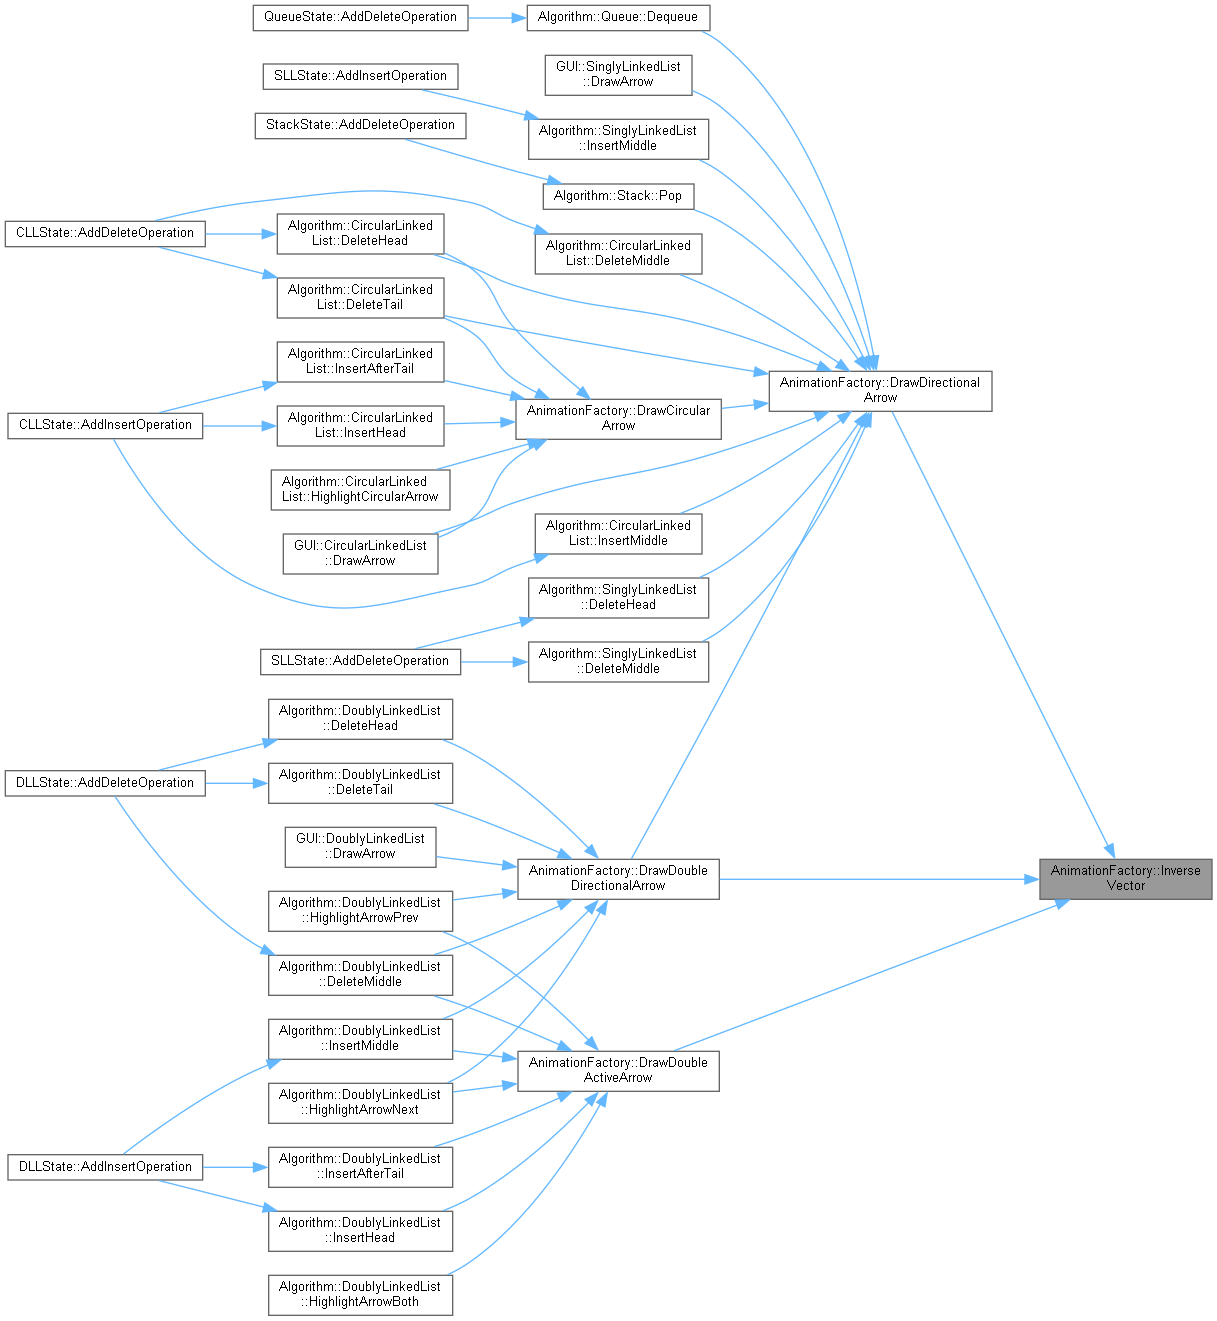 QueueState::AddDeleteOperation
Algorithm::Queue::Dequeue
GUI::SinglyLinkedList
::DrawArrow
SLLState::AddInsertOperation
StackState::AddDeleteOperation
Algorithm::SinglyLinkedList
::InsertMiddle
Algorithm::Stack::Pop
CLLState::AddDeleteOperation
Algorithm::CircularLinked
List::DeleteHead
Algorithm::CircularLinked
List::DeleteMiddle
Algorithm::CircularLinked
List::DeleteTail
Algorithm::CircularLinked
List::InsertAfterTail
AnimationFactory::DrawDirectional
Arrow
CLLState::AddInsertOperation
Algorithm::CircularLinked
List::InsertHead
AnimationFactory::DrawCircular
Arrow
Algorithm::CircularLinked
List::HighlightCircularArrow
GUI::CircularLinkedList
::DrawArrow
Algorithm::CircularLinked
List::InsertMiddle
Algorithm::SinglyLinkedList
::DeleteHead
SLLState::AddDeleteOperation
Algorithm::SinglyLinkedList
::DeleteMiddle
Algorithm::DoublyLinkedList
::DeleteHead
DLLState::AddDeleteOperation
Algorithm::DoublyLinkedList
::DeleteTail
GUI::DoublyLinkedList
::DrawArrow
AnimationFactory::DrawDouble
DirectionalArrow
AnimationFactory::Inverse
Vector
Algorithm::DoublyLinkedList
::HighlightArrowPrev
Algorithm::DoublyLinkedList
::DeleteMiddle
Algorithm::DoublyLinkedList
::InsertMiddle
AnimationFactory::DrawDouble
ActiveArrow
Algorithm::DoublyLinkedList
::HighlightArrowNext
DLLState::AddInsertOperation
Algorithm::DoublyLinkedList
::InsertAfterTail
Algorithm::DoublyLinkedList
::InsertHead
Algorithm::DoublyLinkedList
::HighlightArrowBoth